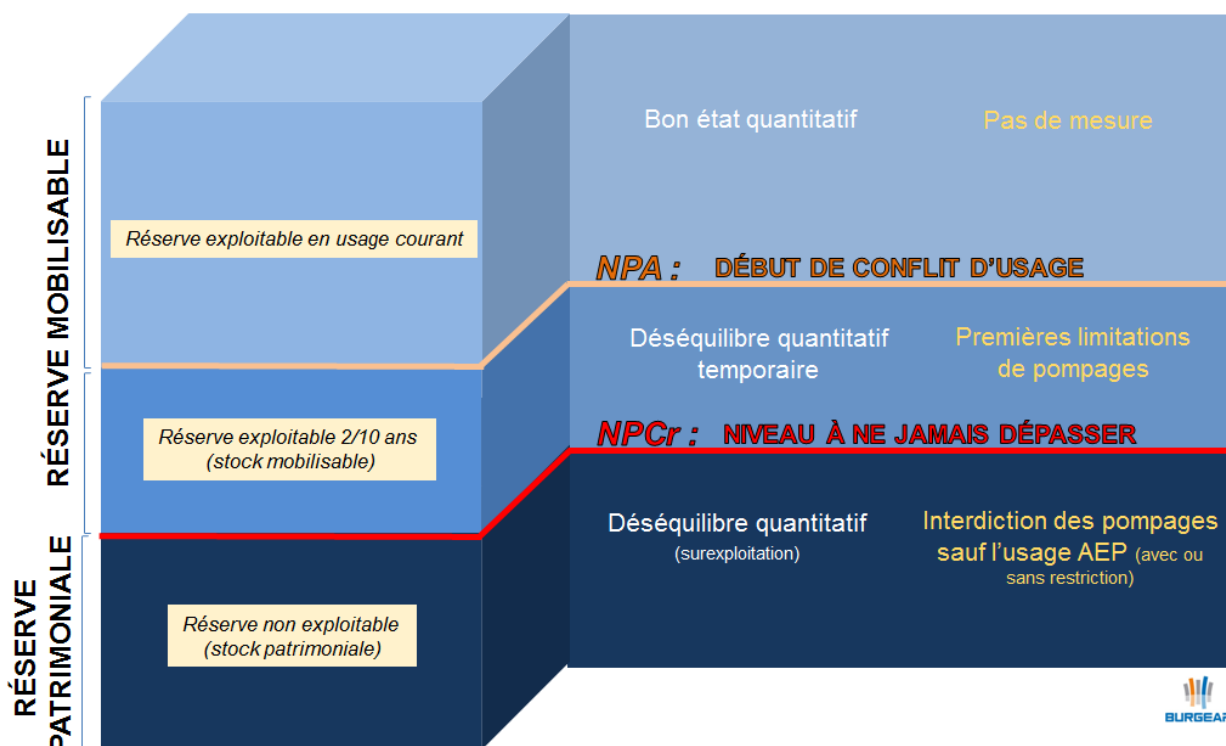 RÉSERVE MOBILISABLE
Réserve exploitable en usage courant
Bon état quantitatif
Pas de mesure
NPA : DÉBUT DE CONFLIT D'USAGE
Réserve exploitable 2/10 ans
(stock mobilisable)
Déséquilibre quantitatif
temporaire
Premières limitations
de pompages
NPCr : NIVEAU À NE JAMAIS DÉPASSER
RÉSERVE
PATRIMONIALE
Réserve non exploitable
(stock patrimoniale)
Déséquilibre quantitatif
(surexploitation)
Interdiction des pompages
sauf l'usage AEP (avec ou
sans restriction)
BURGEAP